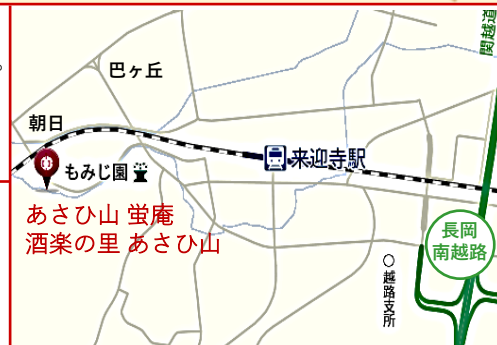 関越道
巴ヶ丘
朝日
もみじ園
来迎寺駅
あさひ山 蛍庵
酒楽の里 あさひ山
長岡
南越路
越路支所